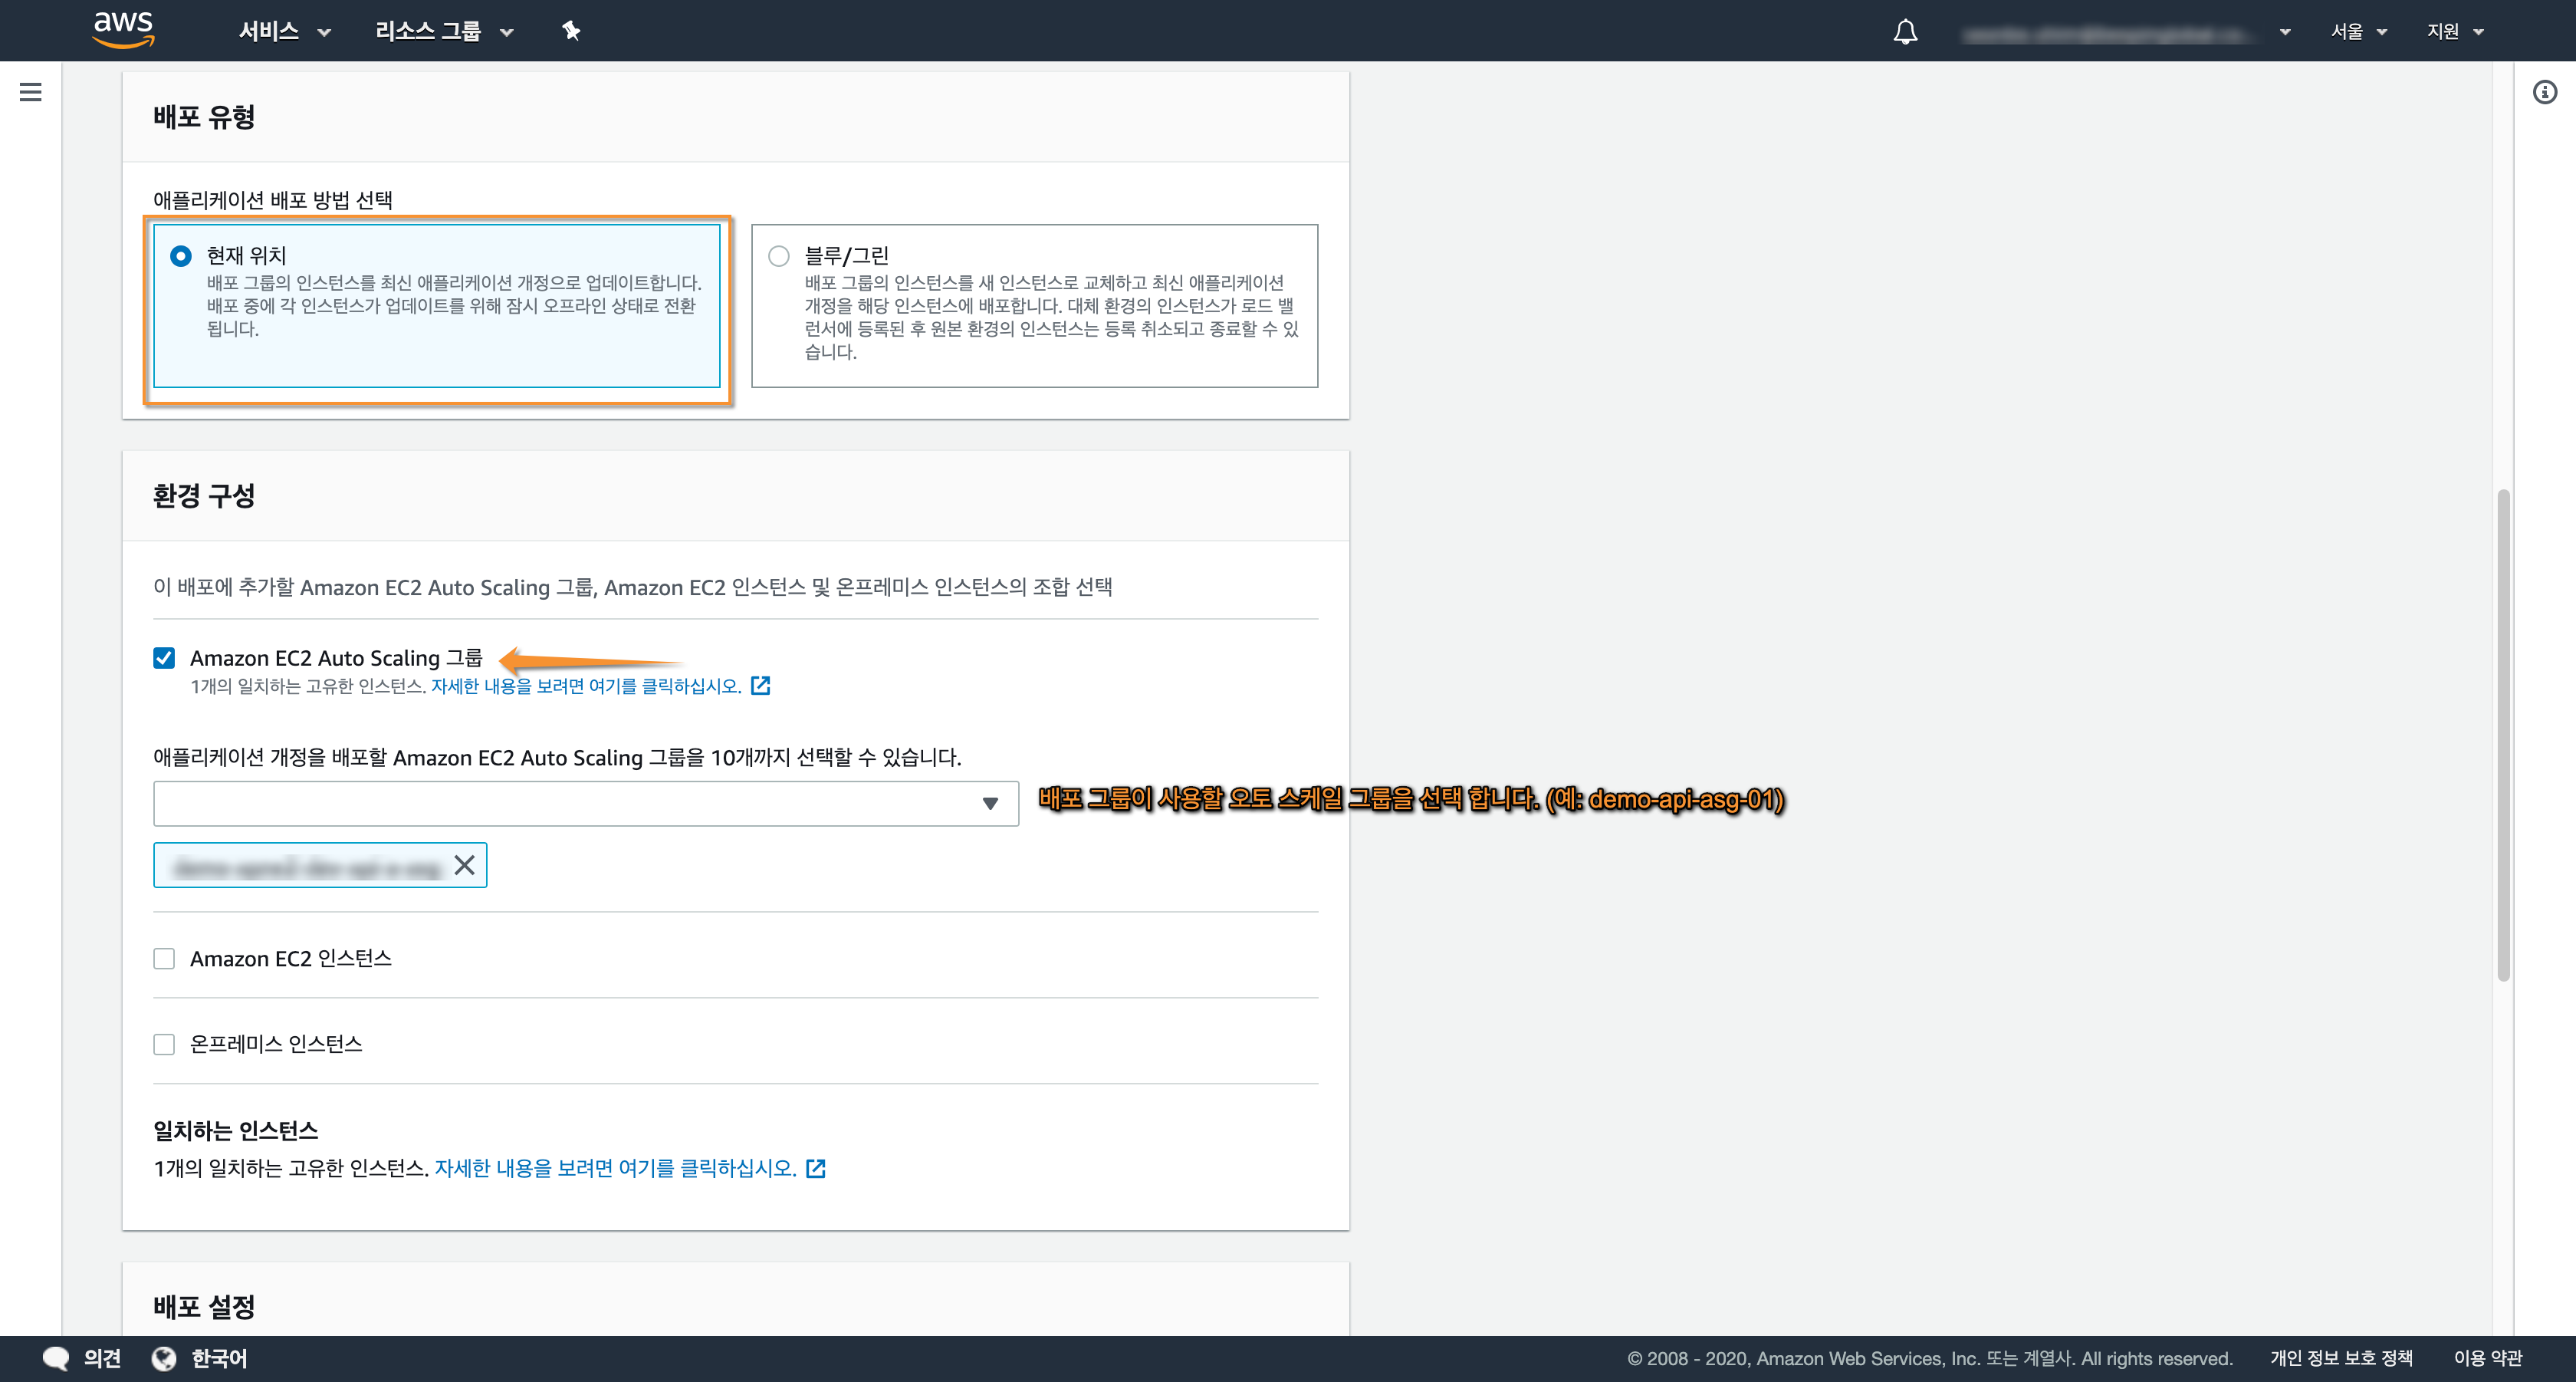 aws
서비스
리소스 그룹
서울
지원
배포 유형
애플리케이션 배포 방법 선택
현재 위치
배포 그룹의 인스턴스를 최신 애플리케이션 개정으로 업데이트합니다.
배포 중에 각 인스턴스가 업데이트를 위해 잠시 오프라인 상태로 전환
됩니다.
블루/그린
배포 그룹의 인스턴스를 새 인스턴스로 교체하고 최신 애플리케이션
개정을 해당 인스턴스에 배포합니다. 대체 환경의 인스턴스가 로드 밸
런서에 등록된 후 원본 환경의 인스턴스는 등록 취소되고 종료할 수 있
습니다.
환경 구성
이 배포에 추가할 Amazon EC2 Auto Scaling 그룹, Amazon EC2 인스턴스 및 온프레미스 인스턴스의 조합 선택
Amazon EC2 Auto Scaling 그룹
1개의 일치하는 고유한 인스턴스. 자세한 내용을 보려면 여기를 클릭하십시오.
애플리케이션 개정을 배포할 Amazon EC2 Auto Scaling 그룹을 10개까지 선택할 수 있습니다.
배포 그룹이 사용할 오토 스케일 그룹을 선택 합니다. (예: demo-api-asg-01)
Amazon EC2 인스턴스
온프레미스 인스턴스
일치하는 인스턴스
1개의 일치하는 고유한 인스턴스. 자세한 내용을 보려면 여기를 클릭하십시오.
배포 설정
의견
한국어
© 2008 - 2020, Amazon Web Services, Inc. 또는 계열사. All rights reserved.
개인 정보 보호 정책
이용 약관